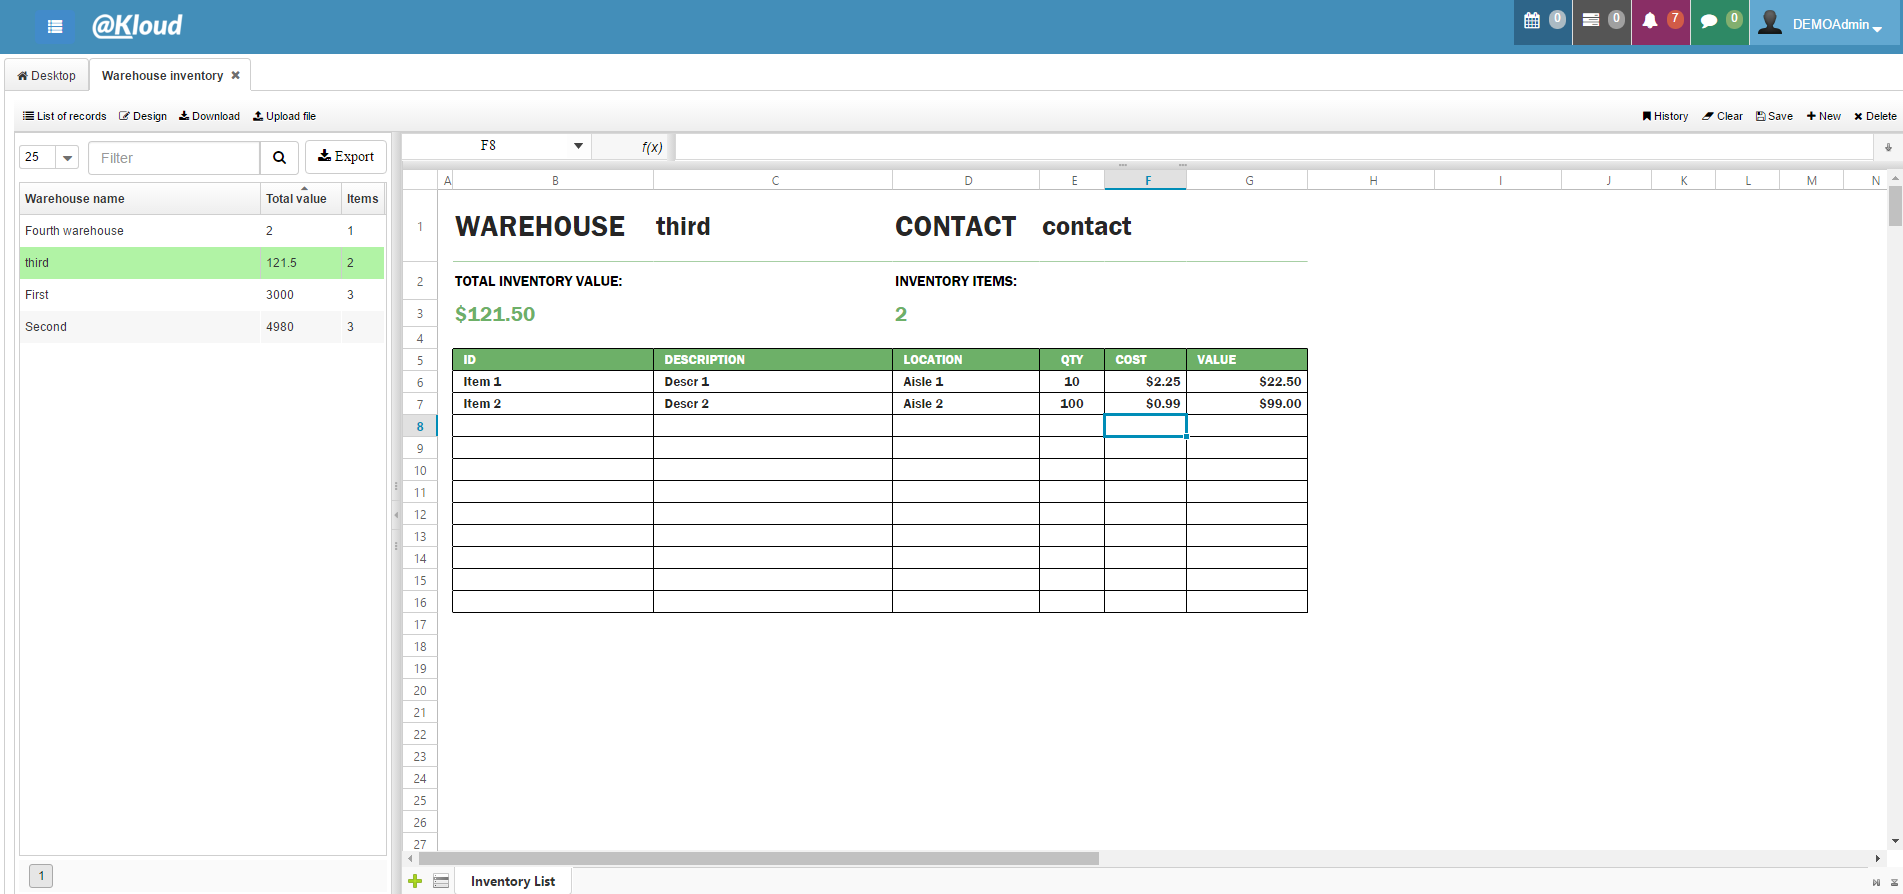 @Kloud
0 0 7 0 DEMOAdmin
Desktop Warehouse inventory
List of records Design Download Upload file
History Clear Save New Delete
25 Filter Export
Warehouse name Total value Items
Fourth warehouse 2 1
third 121.5 2
First 3000 3
Second 4980 3
1
F8 f(x)
A B C D E F G H I J K L M N
1 WAREHOUSE third CONTACT contact
2 TOTAL INVENTORY VALUE: INVENTORY ITEMS:
3 $121.50 2
4
5 ID DESCRIPTION LOCATION QTY COST VALUE
6 Item 1 Descr 1 Aisle 1 10 $2.25 $22.50
7 Item 2 Descr 2 Aisle 2 100 $0.99 $99.00
8
9
10
11
12
13
14
15
16
17
18
19
20
21
22
23
24
25
26
27
Inventory List